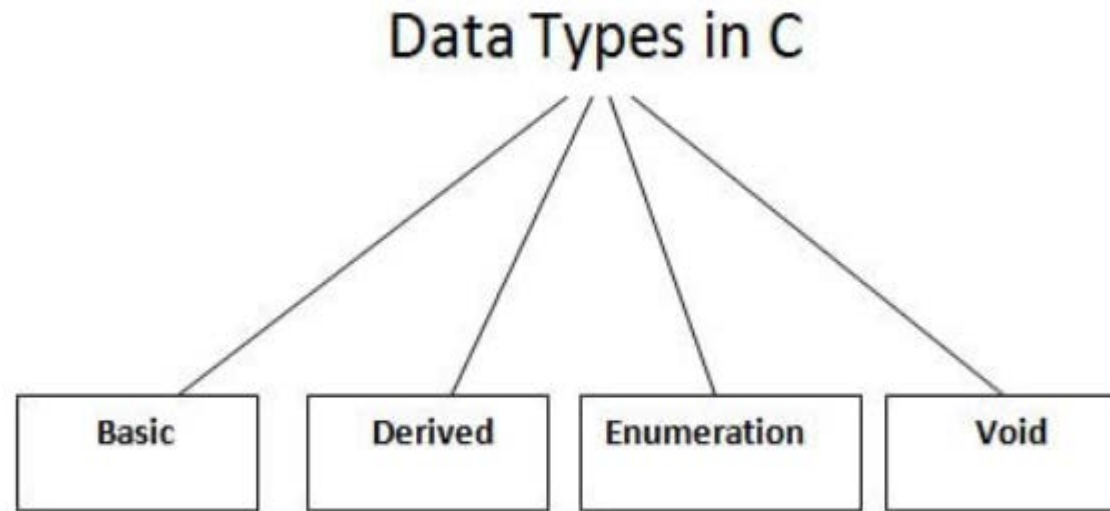 Data Types in C
Basic
Derived
Enumeration
Void